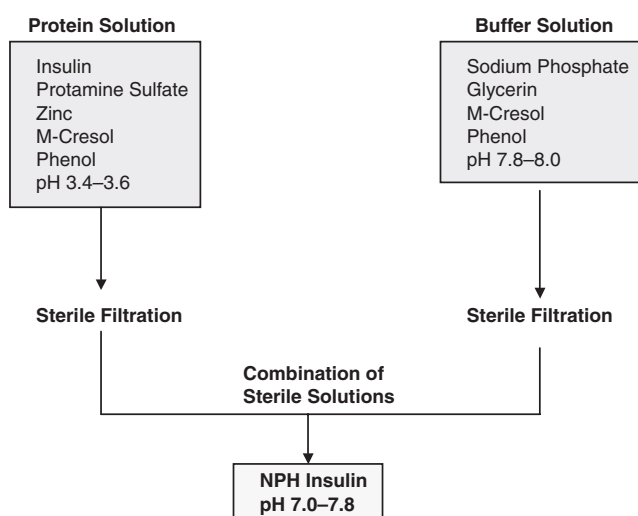 Protein Solution
Insulin
Protamine Sulfate
Zinc
M-Cresol
Phenol
pH 3.4–3.6
Buffer Solution
Sodium Phosphate
Glycerin
M-Cresol
Phenol
pH 7.8–8.0
Sterile Filtration
Sterile Filtration
Combination of
Sterile Solutions
NPH Insulin
pH 7.0–7.8